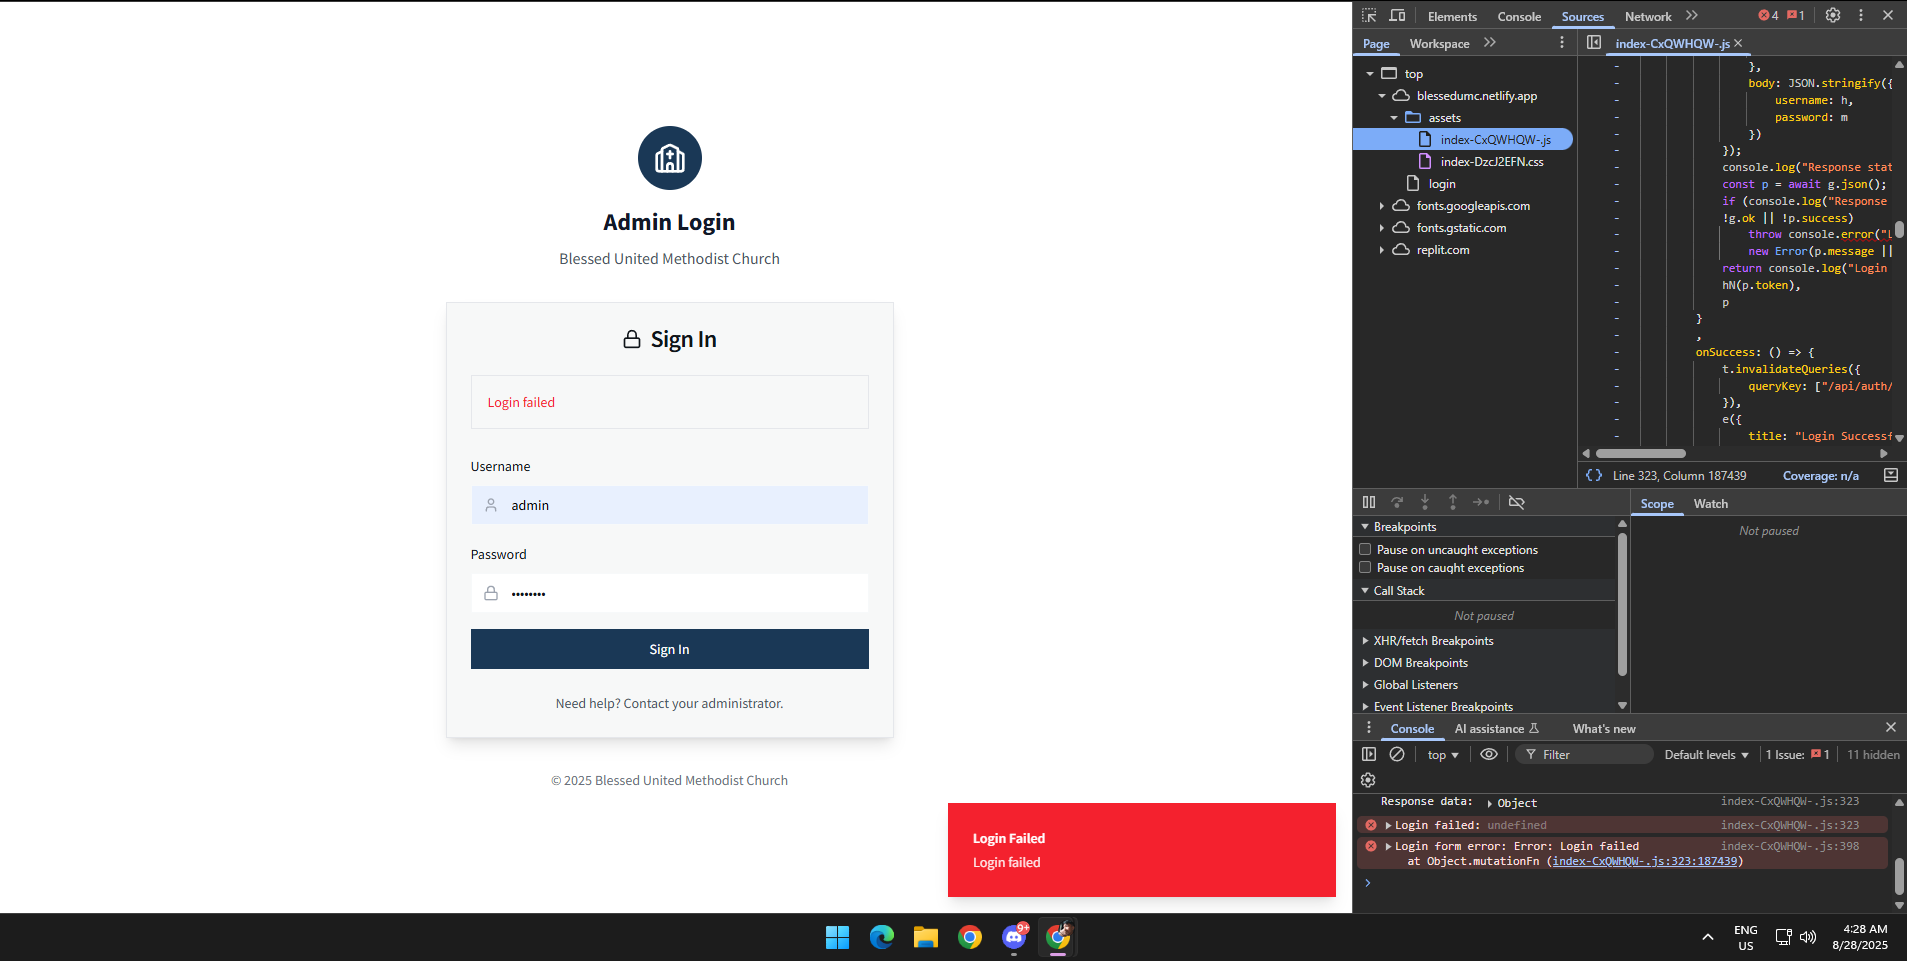 Admin Login
Blessed United Methodist Church
Sign In
Login failed
Username
admin
Password
••••••••
Sign In
Need help? Contact your administrator.
© 2025 Blessed United Methodist Church
Login Failed
Login failed
Elements Console Sources Network 4 1
Page Workspace
index-CxQWHQW-.js
top
blessedumc.netlify.app
assets
index-CxQWHQW-.js
index-DzcJ2EFN.css
login
fonts.googleapis.com
fonts.gstatic.com
replit.com
},
body: JSON.stringify({
username: h,
password: m
})
});
console.log("Response stat
const p = await g.json();
if (console.log("Response
!g.ok || !p.success)
throw console.error("L
new Error(p.message ||
return console.log("Login
hN(p.token),
p
}
,
onSuccess: () => {
t.invalidateQueries({
queryKey: ["/api/auth/
}),
e({
title: "Login Successf
{} Line 323, Column 187439 Coverage: n/a
Breakpoints
Pause on uncaught exceptions
Pause on caught exceptions
Call Stack
Not paused
XHR/fetch Breakpoints
DOM Breakpoints
Global Listeners
Event Listener Breakpoints
Scope Watch
Not paused
Console AI assistance What's new
top Filter Default levels 1 Issue: 1 11 hidden
Response data: Object index-CxQWHQW-.js:323
Login failed: undefined index-CxQWHQW-.js:323
Login form error: Error: Login failed index-CxQWHQW-.js:398
at Object.mutationFn (index-CxQWHQW-.js:323:187439)
9+
ENG
US
4:28 AM
8/28/2025